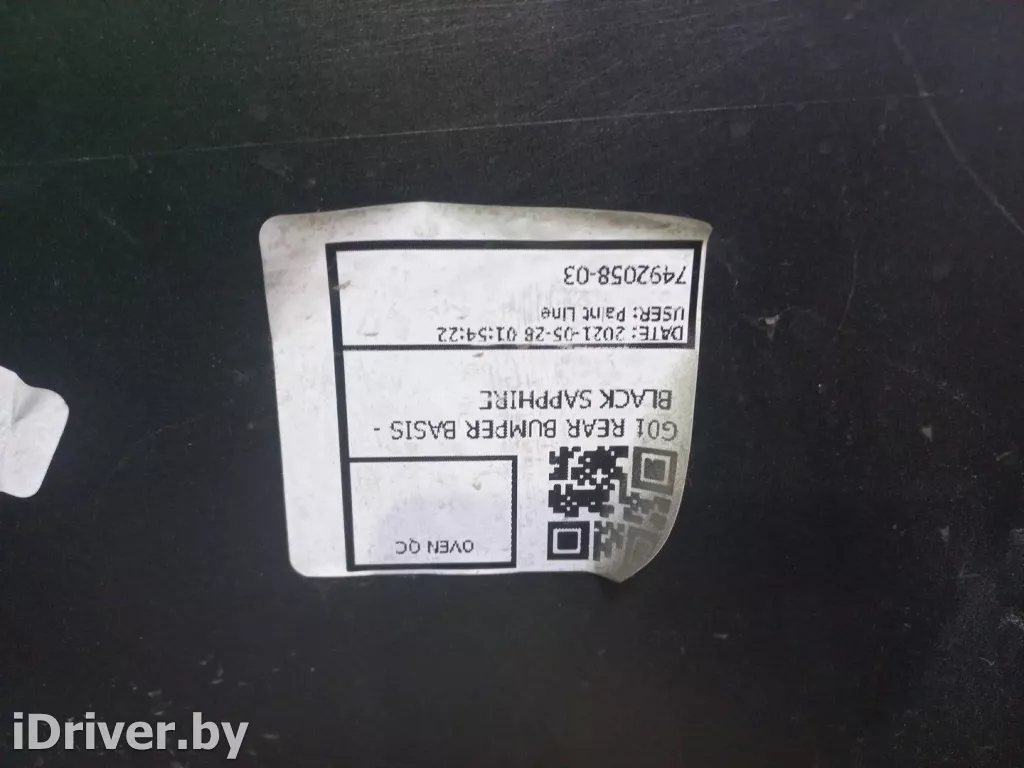 OVEN QC
G01 REAR BUMPER BASIS -
BLACK SAPPHIRE
DATE: 2021-05-28 01:54:22
USER: Paint Line
7492058-03
iDriver.by